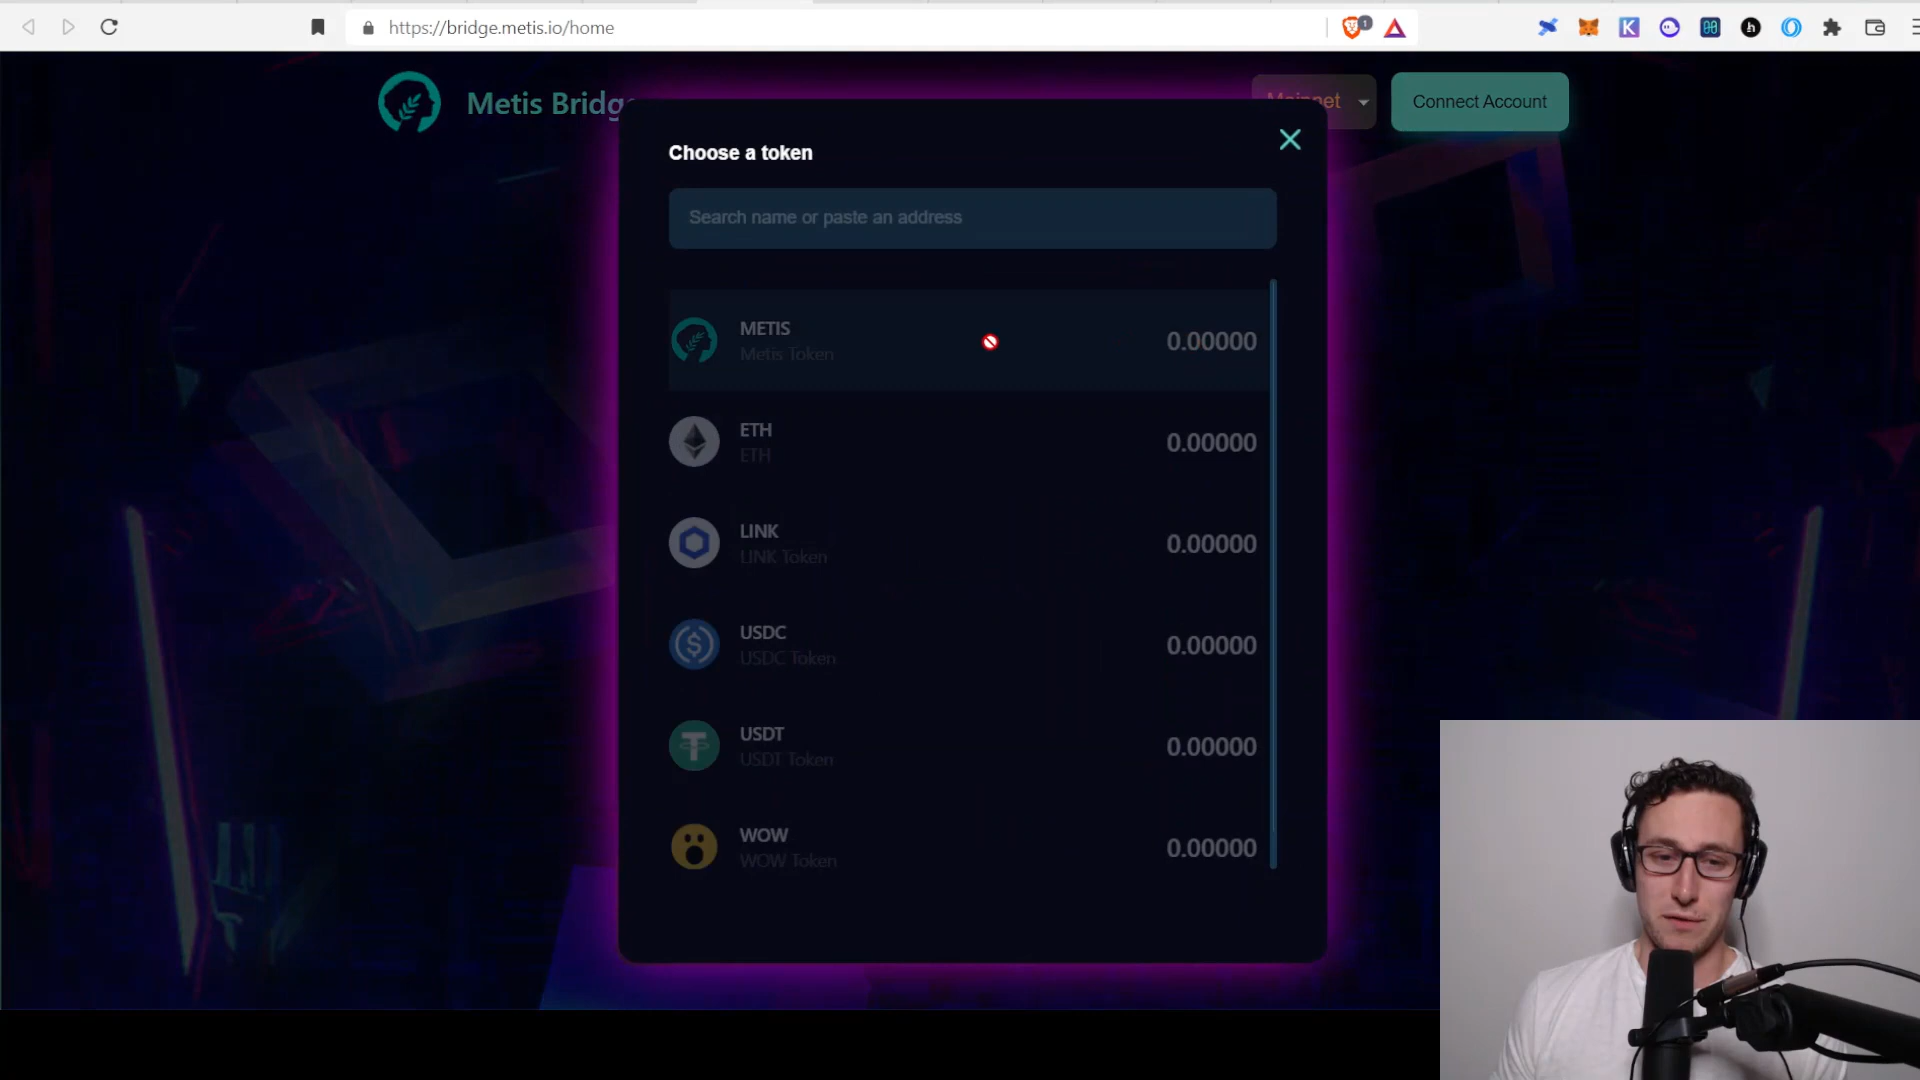 https://bridge.metis.io/home
1
Metis Bridge
Mainnet
Connect Account
Choose a token
Search name or paste an address
METIS
Metis Token
0.00000
ETH
ETH
0.00000
LINK
LINK Token
0.00000
USDC
USDC Token
0.00000
USDT
USDT Token
0.00000
WOW
WOW Token
0.00000